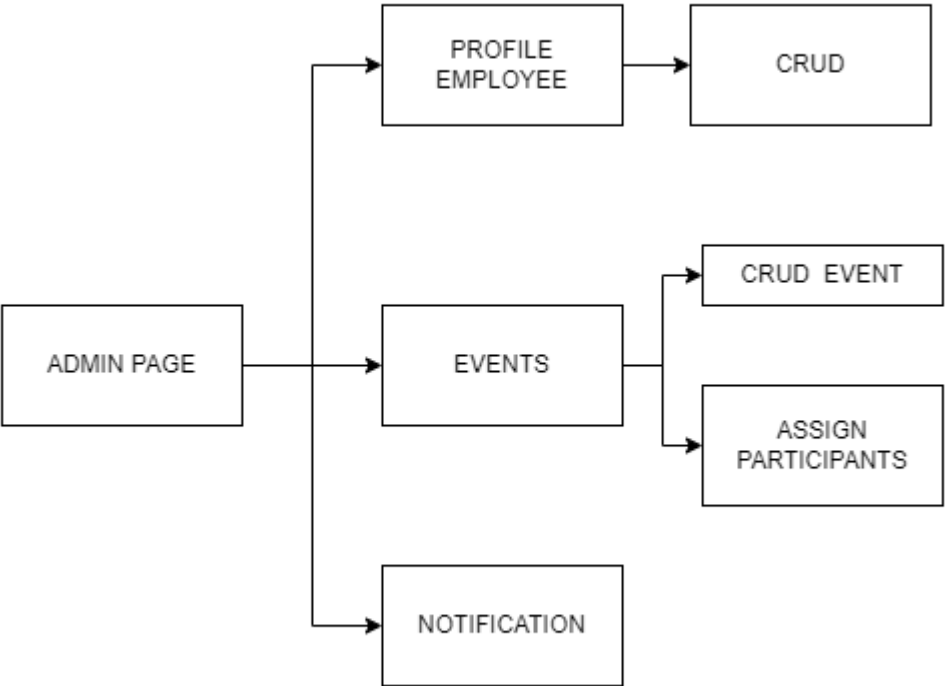 PROFILE
EMPLOYEE
CRUD
CRUD EVENT
ADMIN PAGE
EVENTS
ASSIGN
PARTICIPANTS
NOTIFICATION